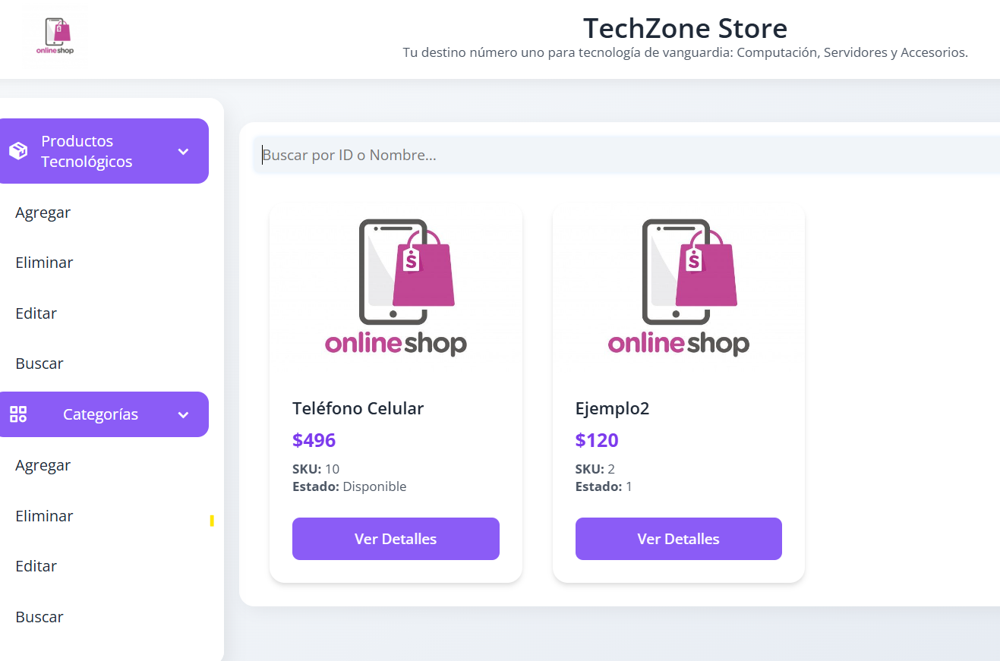 onlineshop
TechZone Store
Tu destino número uno para tecnología de vanguardia: Computación, Servidores y Accesorios.
Productos
Tecnológicos
Agregar
Eliminar
Editar
Buscar
Categorías
Agregar
Eliminar
Editar
Buscar
Buscar por ID o Nombre...
$
onlineshop
Teléfono Celular
$496
SKU: 10
Estado: Disponible
Ver Detalles
$
onlineshop
Ejemplo2
$120
SKU: 2
Estado: 1
Ver Detalles